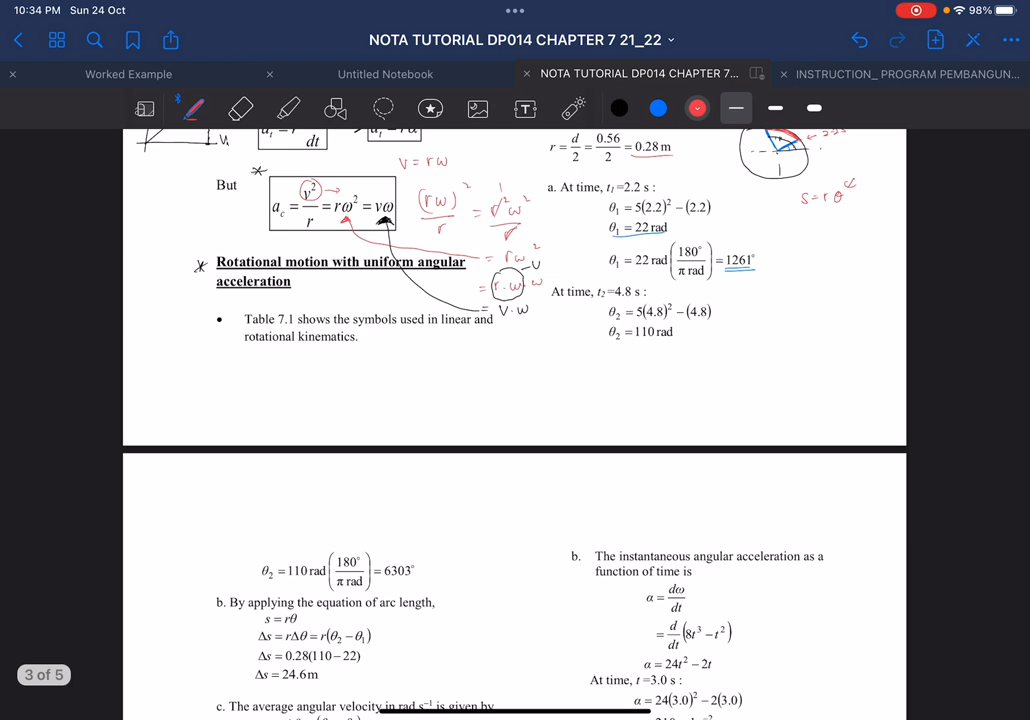 10:34 PM Sun 24 Oct
98%
NOTA TUTORIAL DP014 CHAPTER 7 21_22
Worked Example
Untitled Notebook
NOTA TUTORIAL DP014 CHAPTER 7...
INSTRUCTION_ PROGRAM PEMBANGUN...
dt
v = rω
But
a_c = v²/r = rω² = vω
(rω)²/r = r²ω²/r
1
= rω²
= r·ω·ω
v
= v·ω
* Rotational motion with uniform angular
acceleration
• Table 7.1 shows the symbols used in linear and
rotational kinematics.
r = d/2 = 0.56/2 = 0.28 m
s = rθ
a. At time, t₁=2.2 s :
θ₁ = 5(2.2)² − (2.2)
θ₁ = 22 rad
θ₁ = 22 rad (180°/π rad) = 1261°
At time, t₂=4.8 s :
θ₂ = 5(4.8)² − (4.8)
θ₂ = 110 rad
θ₂ = 110 rad (180°/π rad) = 6303°
b. By applying the equation of arc length,
s = rθ
Δs = rΔθ = r(θ₂ − θ₁)
Δs = 0.28(110 − 22)
Δs = 24.6 m
c. The average angular velocity in rad s⁻¹ is given by
b. The instantaneous angular acceleration as a
function of time is
α = dω/dt
= d/dt (8t³ − t²)
α = 24t² − 2t
At time, t =3.0 s :
α = 24(3.0)² − 2(3.0)
3 of 5